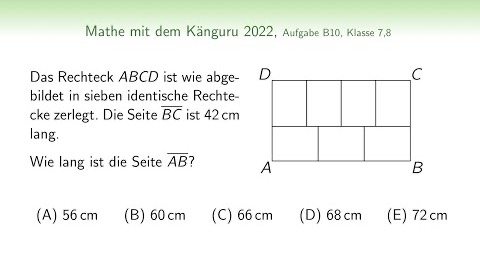 Mathe mit dem Känguru 2022, Aufgabe B10, Klasse 7,8
Das Rechteck ABCD ist wie abge-
bildet in sieben identische Rechte-
cke zerlegt. Die Seite BC ist 42 cm
lang.
Wie lang ist die Seite AB?
D
C
A
B
(A) 56 cm (B) 60 cm (C) 66 cm (D) 68 cm (E) 72 cm